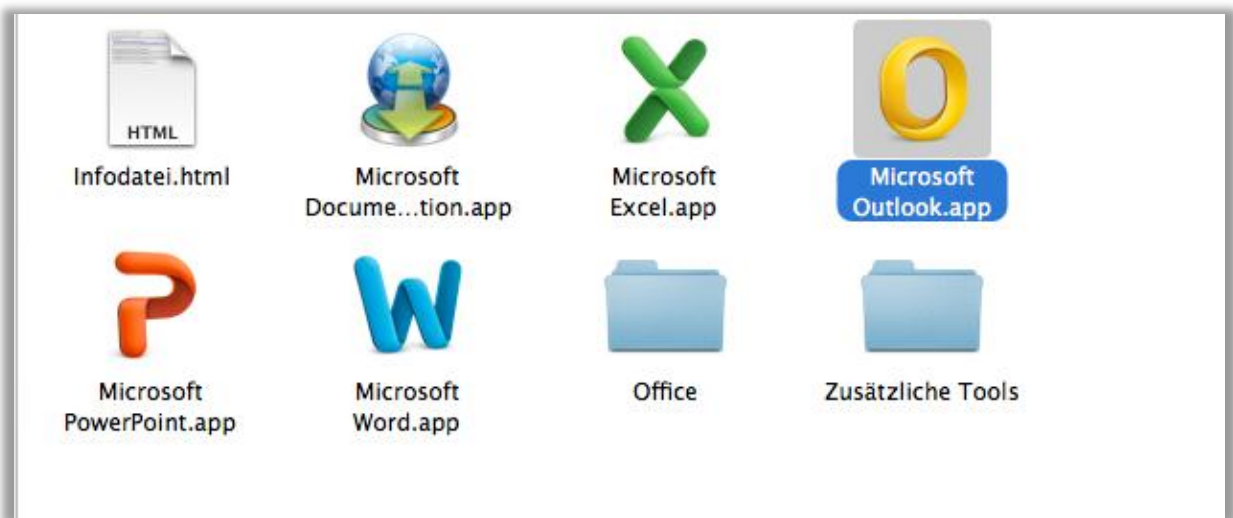 HTML
Infodatei.html
Microsoft
Docume...tion.app
Microsoft
Excel.app
Microsoft
Outlook.app
Microsoft
PowerPoint.app
Microsoft
Word.app
Office
Zusätzliche Tools